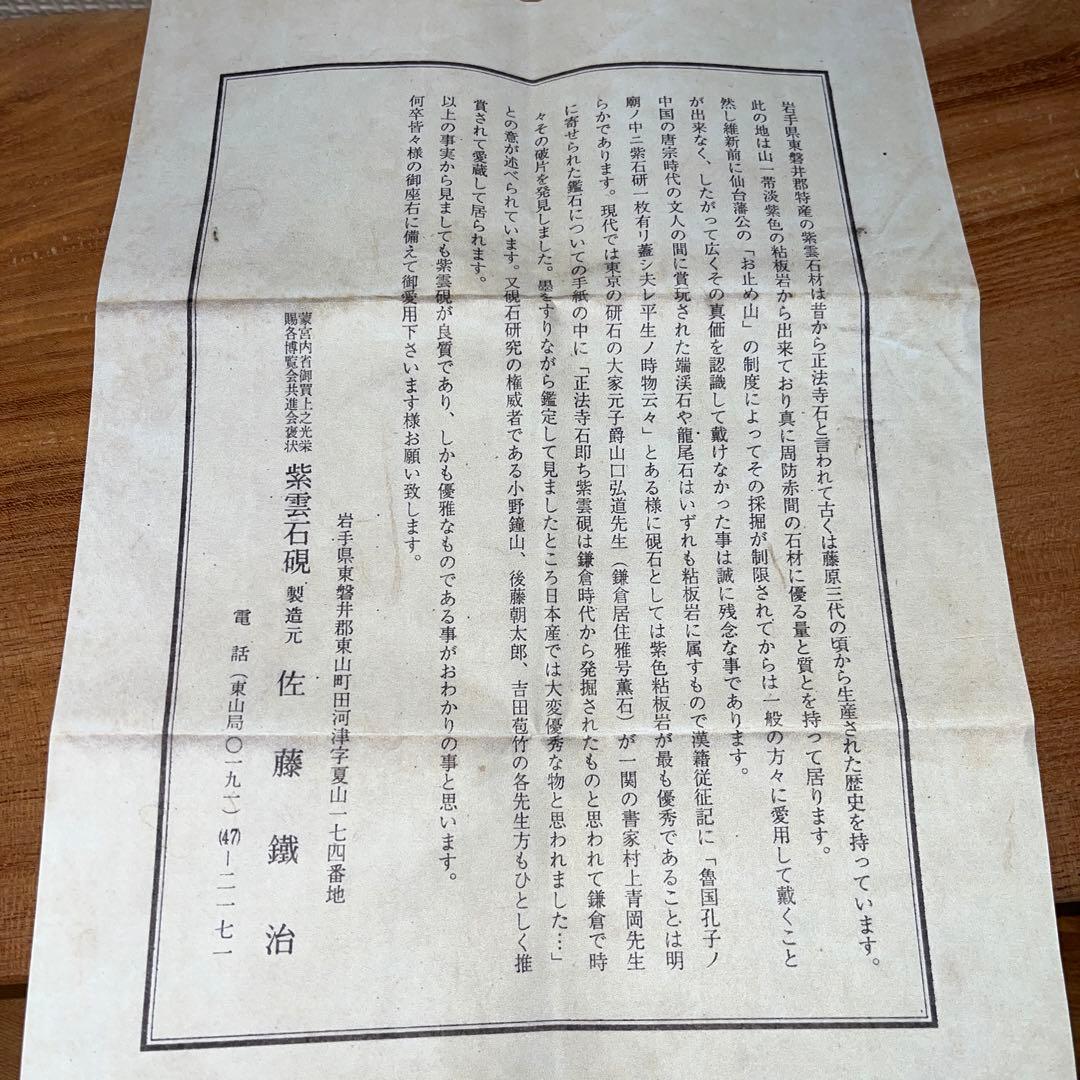 岩手県東磐井郡特産の紫雲石材は昔から正法寺石と言われて古くは藤原三代の頃から生産された歴史を持っています。
此の地は山一帯淡紫色の粘板岩から出来ており真に周防赤間の石材に優る量と質とを持って居ります。
然し維新前に仙台藩公の「お止め山」の制度によってその採掘が制限されてからは一般の方々に愛用して戴くこと
が出来なく、したがって広くその真価を認識して戴けなかった事は誠に残念な事であります。
中国の唐宗時代の文人の間に賞玩された端渓石や龍尾石はいずれも粘板岩に属すもので漢籍従征記に「魯国孔子ノ
廟ノ中ニ紫石研一枚有リ蓋シ夫レ平生ノ時物云々」とある様に硯石としては紫色粘板岩が最も優秀であることは明
らかであります。現代では東京の研石の大家元子爵山口弘道先生(鎌倉居住雅号薫石)が一関の書家村上青岡先生
に寄せられた鑑石についての手紙の中に「正法寺石即ち紫雲硯は鎌倉時代から発掘されたものと思われて鎌倉で時
々その破片を発見しました。墨をすりながら鑑定して見ましたところ日本産では大変優秀な物と思われました…」
との意が述べられています。又硯石研究の権威者である小野鐘山、後藤朝太郎、吉田苞竹の各先生方もひとしく推
賞されて愛蔵して居られます。
以上の事実から見ましても紫雲硯が良質であり、しかも優雅なものである事がおわかりの事と思います。
何卒皆々様の御座右に備えて御愛用下さいます様お願い致します。
岩手県東磐井郡東山町田河津字夏山一七四番地
蒙宮内省御買上之光栄
賜各博覧会共進会褒状
紫雲石硯 製造元 佐藤鐵治
電話(東山局〇一九一)(47)-二一七一